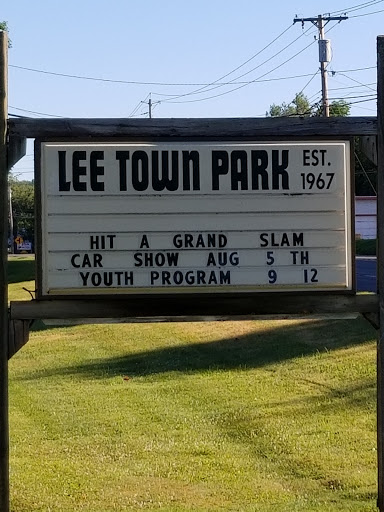 LEE TOWN PARK EST. 1967
HIT A GRAND SLAM
CAR SHOW AUG 5 TH
YOUTH PROGRAM 9 12